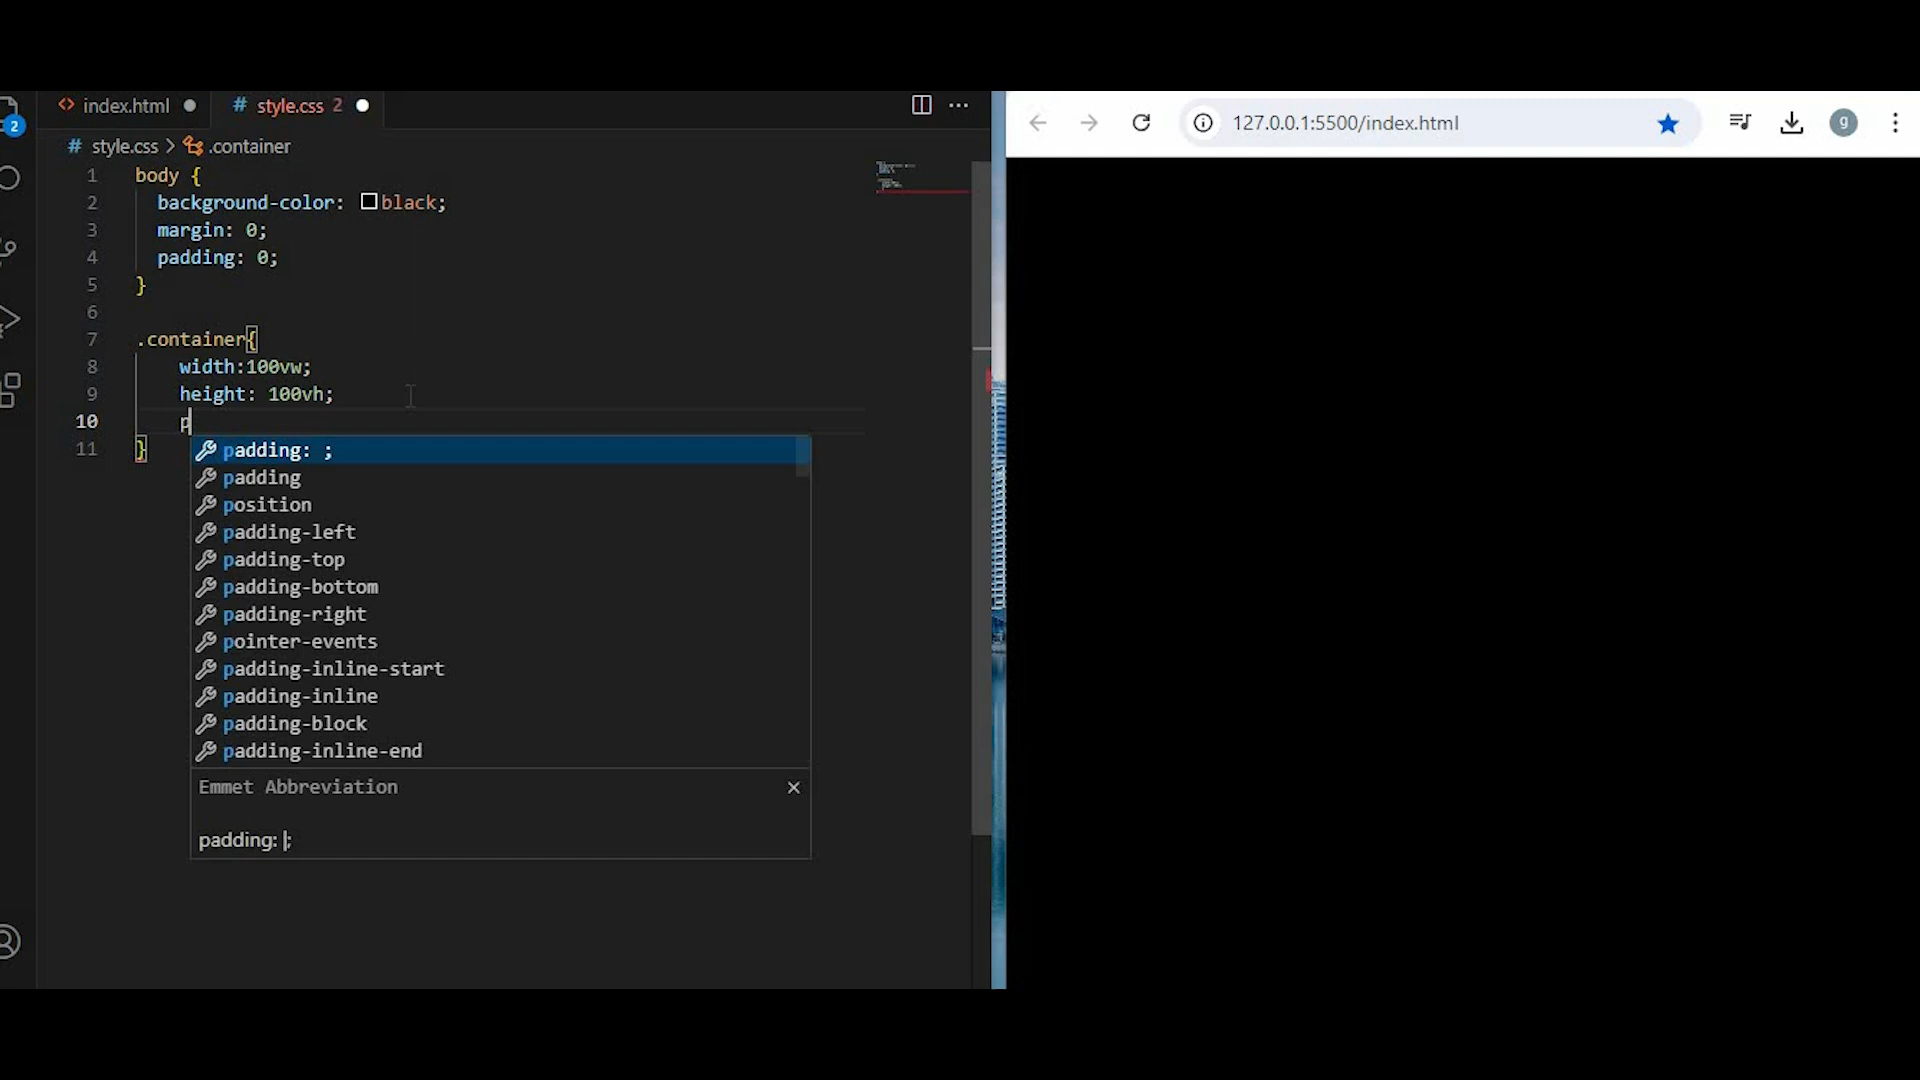 index.html
style.css 2
2
style.css > .container
1 body {
2 background-color: black;
3 margin: 0;
4 padding: 0;
5 }
6
7 .container{
8 width:100vw;
9 height: 100vh;
10 p
11 }
padding: ;
padding
position
padding-left
padding-top
padding-bottom
padding-right
pointer-events
padding-inline-start
padding-inline
padding-block
padding-inline-end
Emmet Abbreviation
padding: |;
127.0.0.1:5500/index.html
g